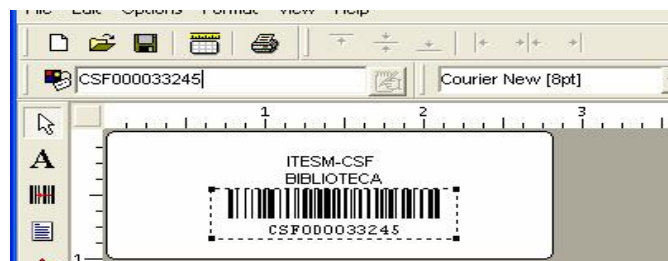 File Edit Options Format View Help
CSF000033245
Courier New [8pt]
1 2 3
A
ITESM-CSF
BIBLIOTECA
CSF000033245
1